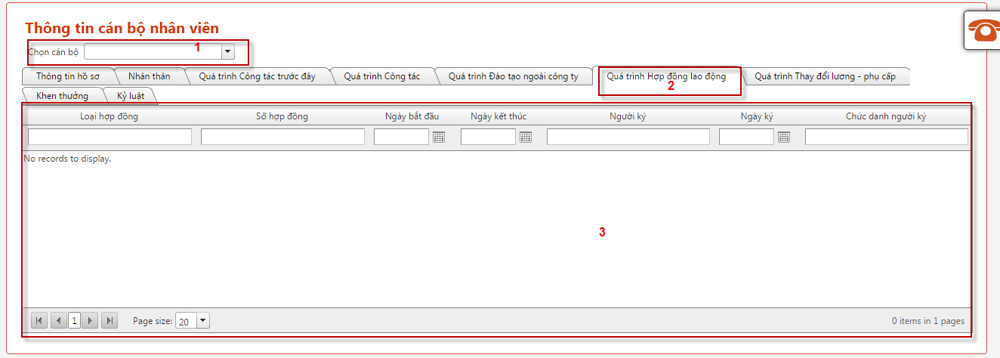 Thông tin cán bộ nhân viên
Chọn cán bộ 1
Thông tin hồ sơ Nhân thân Quá trình Công tác trước đây Quá trình Công tác Quá trình Đào tạo ngoài công ty Quá trình Hợp đồng lao động Quá trình Thay đổi lương - phụ cấp
2
Khen thưởng Kỷ luật
Loại hợp đồng Số hợp đồng Ngày bắt đầu Ngày kết thúc Người ký Ngày ký Chức danh người ký
No records to display.
3
1 Page size: 20 0 items in 1 pages